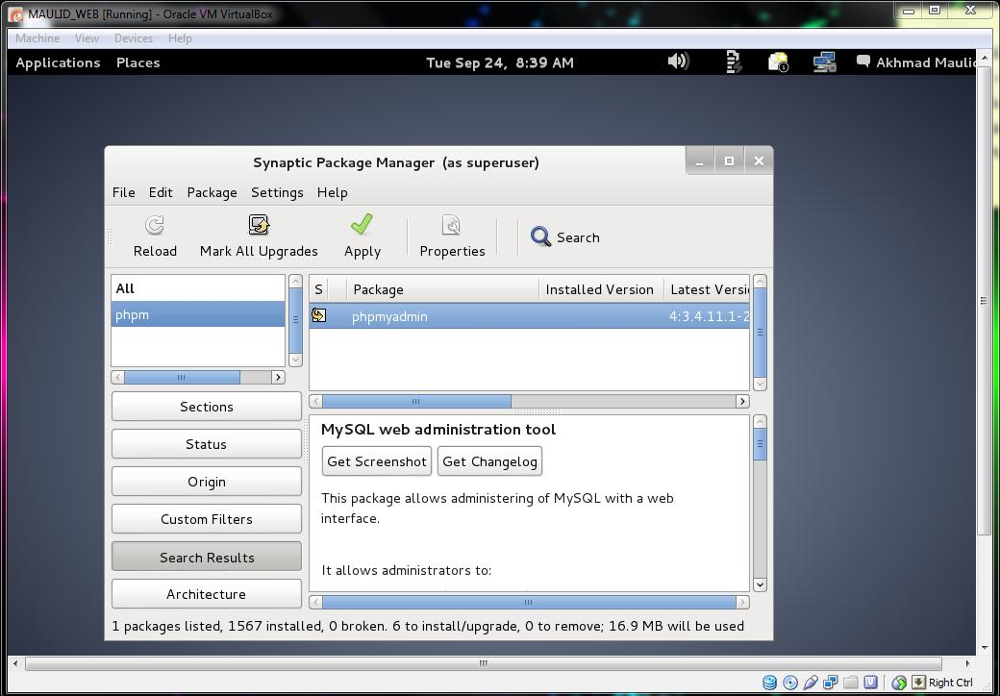 MAULID_WEB [Running] - Oracle VM VirtualBox
Machine View Devices Help
Applications Places Tue Sep 24, 8:39 AM Akhmad Maulic
Synaptic Package Manager (as superuser)
File Edit Package Settings Help
Reload Mark All Upgrades Apply Properties Search
All
phpm
S Package Installed Version Latest Versi
phpmyadmin 4:3.4.11.1-2
Sections
Status
Origin
Custom Filters
Search Results
Architecture
MySQL web administration tool
Get Screenshot Get Changelog
This package allows administering of MySQL with a web
interface.
It allows administrators to:
1 packages listed, 1567 installed, 0 broken. 6 to install/upgrade, 0 to remove; 16.9 MB will be used
Right Ctrl